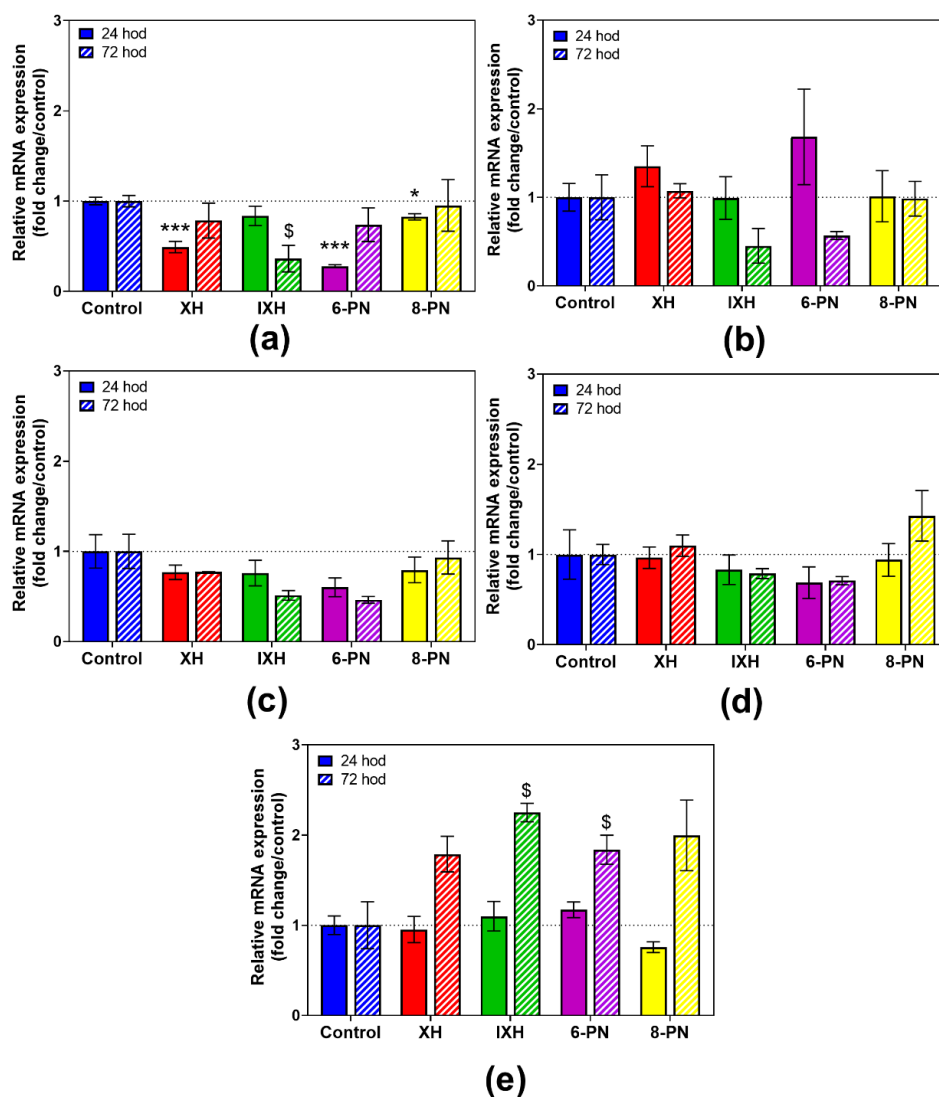 Relative mRNA expression
(fold change/control)
3
2
1
0
24 hod
72 hod
***
$
***
*
Control XH IXH 6-PN 8-PN
(a)
Relative mRNA expression
(fold change/control)
3
2
1
0
24 hod
72 hod
Control XH IXH 6-PN 8-PN
(b)
Relative mRNA expression
(fold change/control)
3
2
1
0
24 hod
72 hod
Control XH IXH 6-PN 8-PN
(c)
Relative mRNA expression
(fold change/control)
3
2
1
0
24 hod
72 hod
Control XH IXH 6-PN 8-PN
(d)
Relative mRNA expression
(fold change/control)
3
2
1
0
24 hod
72 hod
$
$
Control XH IXH 6-PN 8-PN
(e)